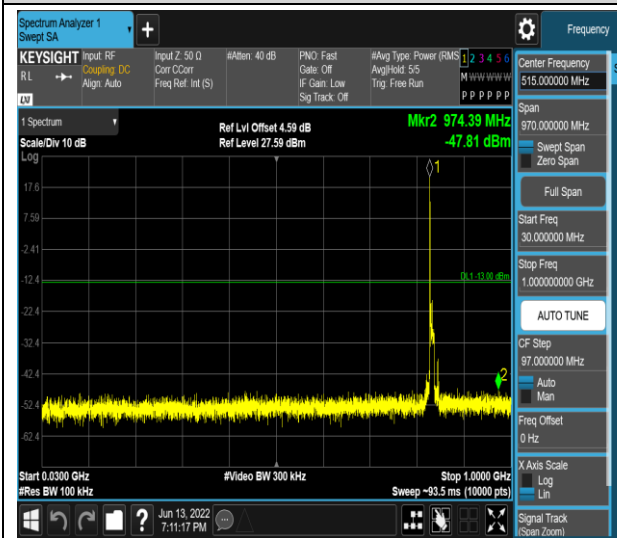 Spectrum Analyzer 1
Swept SA
+
Frequency
KEYSIGHT
RL
LXI
Input: RF
Coupling: DC
Align: Auto
Input Z: 50 Ω
Corr CCorr
Freq Ref: Int (S)
#Atten: 40 dB
PNO: Fast
Gate: Off
IF Gain: Low
Sig Track: Off
#Avg Type: Power (RMS
Avg|Hold: 5/5
Trig: Free Run
1 2 3 4 5 6
M W W W W W
P P P P P P
1 Spectrum
Scale/Div 10 dB
Log
Ref Lvl Offset 4.59 dB
Ref Level 27.59 dBm
Mkr2 974.39 MHz
-47.81 dBm
17.6
7.59
-2.41
-12.4
-22.4
-32.4
-42.4
-52.4
-62.4
1
DL1 -13.00 dBm
2
Start 0.0300 GHz
#Res BW 100 kHz
#Video BW 300 kHz
Stop 1.0000 GHz
Sweep ~93.5 ms (10000 pts)
?
Jun 13, 2022
7:11:17 PM
Center Frequency
515.000000 MHz
Span
970.000000 MHz
Swept Span
Zero Span
Full Span
Start Freq
30.000000 MHz
Stop Freq
1.000000000 GHz
AUTO TUNE
CF Step
97.000000 MHz
Auto
Man
Freq Offset
0 Hz
X Axis Scale
Log
Lin
Signal Track
(Span Zoom)
S